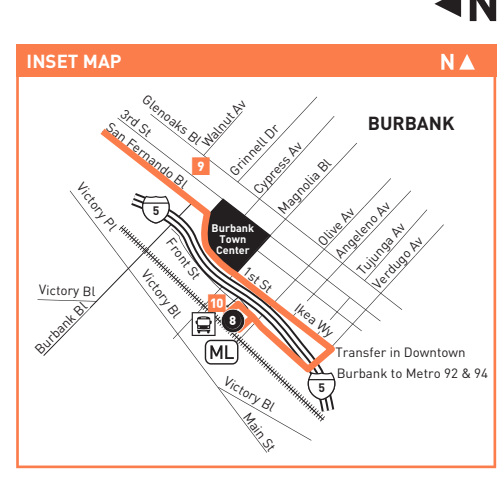 N
INSET MAP
N
BURBANK
Glenoaks Bl
Walnut Av
3rd St
San Fernando Bl
Grinnell Dr
Cypress Av
Magnolia Bl
9
Victory Pl
5
Burbank
Town
Center
Olive Av
Angeleno Av
Tujunga Av
Verdugo Av
Front St
1st St
Victory Bl
Victory Bl
Burbank Bl
10
8
Ikea Wy
ML
Transfer in Downtown
Burbank to Metro 92 & 94
5
Victory Bl
Main St